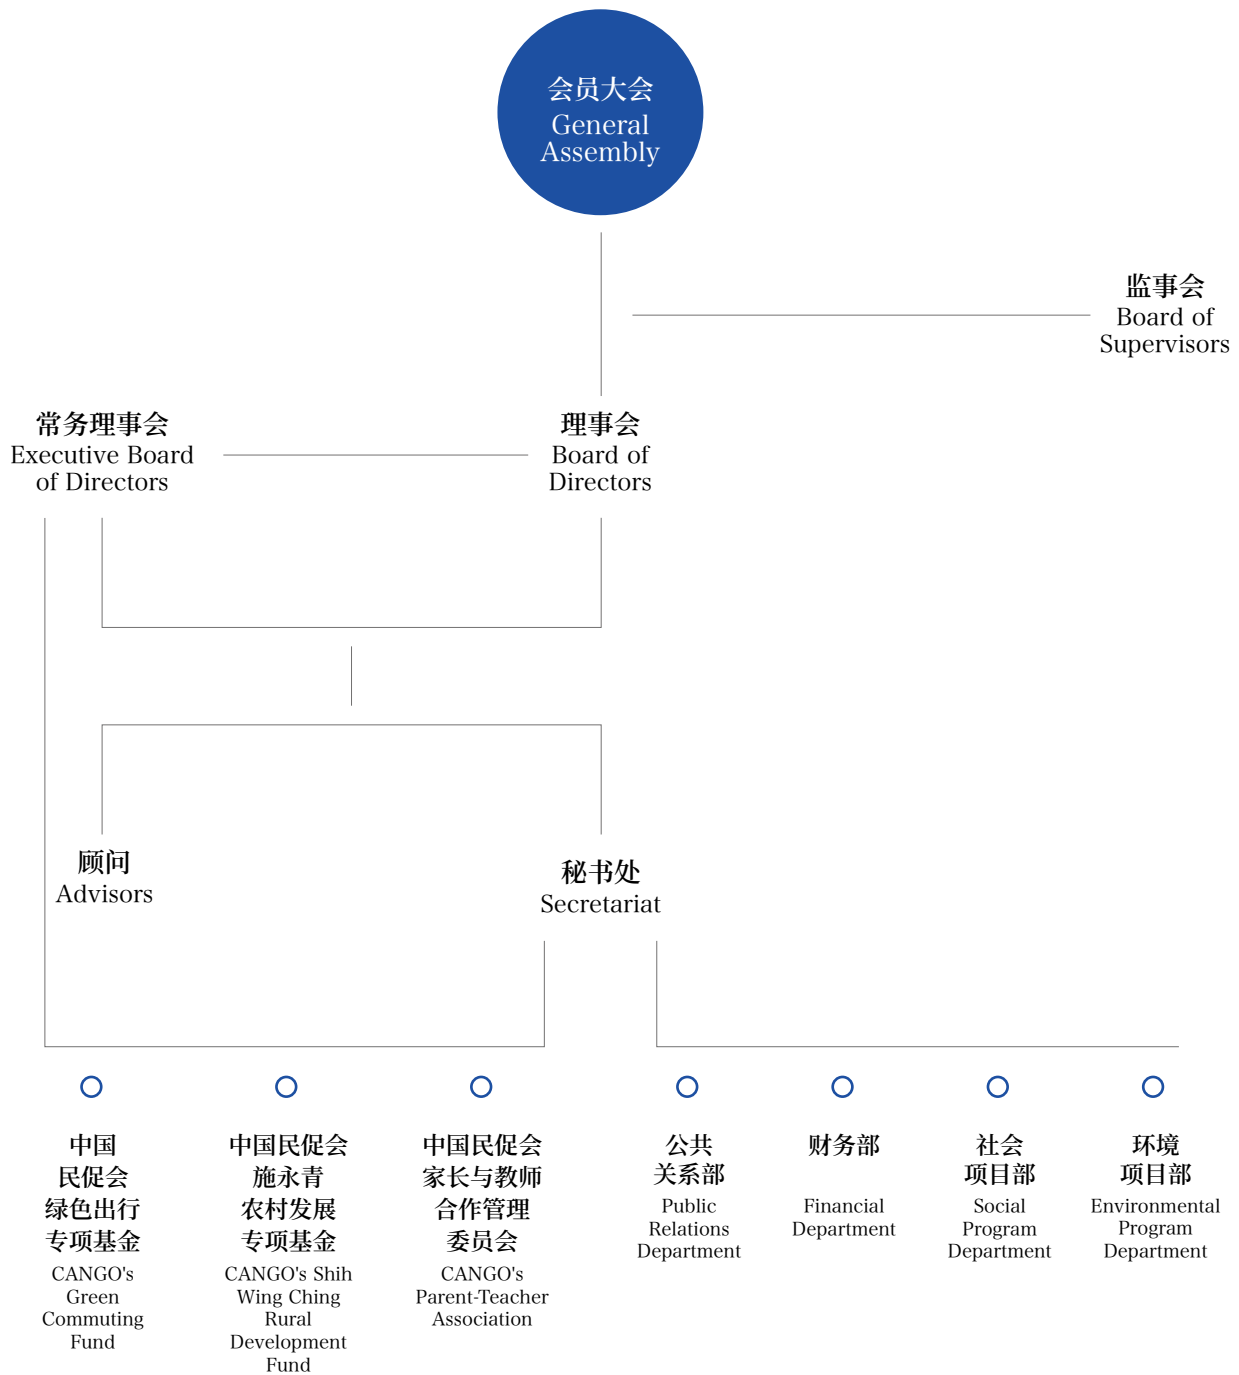 会员大会
General
Assembly
监事会
Board of
Supervisors
常务理事会
Executive Board
of Directors
理事会
Board of
Directors
顾问
Advisors
秘书处
Secretariat
中国
民促会
绿色出行
专项基金
CANGO's
Green
Commuting
Fund
中国民促会
施永青
农村发展
专项基金
CANGO's Shih
Wing Ching
Rural
Development
Fund
中国民促会
家长与教师
合作管理
委员会
CANGO's
Parent-Teacher
Association
公共
关系部
Public
Relations
Department
财务部
Financial
Department
社会
项目部
Social
Program
Department
环境
项目部
Environmental
Program
Department